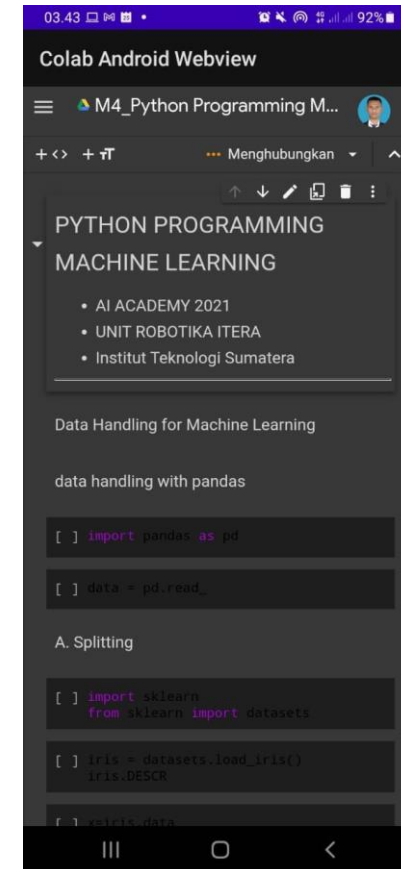 03.43
92%
Colab Android Webview
M4_Python Programming M...
+<> +тT ... Menghubungkan
PYTHON PROGRAMMING
MACHINE LEARNING
• AI ACADEMY 2021
• UNIT ROBOTIKA ITERA
• Institut Teknologi Sumatera
Data Handling for Machine Learning
data handling with pandas
[ ] import pandas as pd
[ ] data = pd.read_
A. Splitting
[ ] import sklearn
from sklearn import datasets
[ ] iris = datasets.load_iris()
iris.DESCR
[ ] x=iris.data